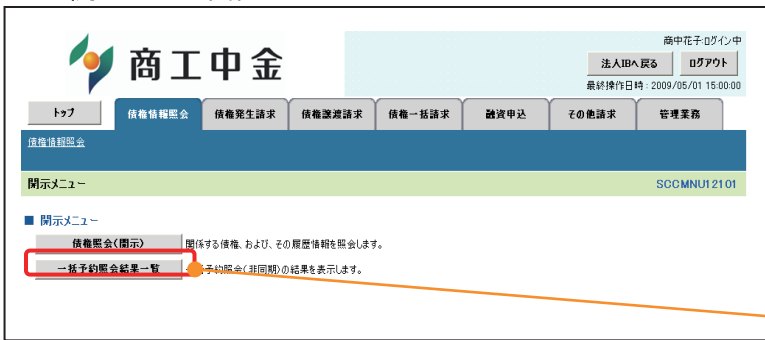 商工中金
商中花子:ログイン中
法人IBへ戻る ログアウト
最終操作日時:2009/05/01 15:00:00
トップ 債権情報照会 債権発生請求 債権譲渡請求 債権一括請求 融資申込 その他請求 管理業務
債権情報照会
開示メニュー SCCMNU12101
■ 開示メニュー
債権照会(開示) 関係する債権、および、その履歴情報を照会します。
一括予約照会結果一覧 予約照会(非同期)の結果を表示します。